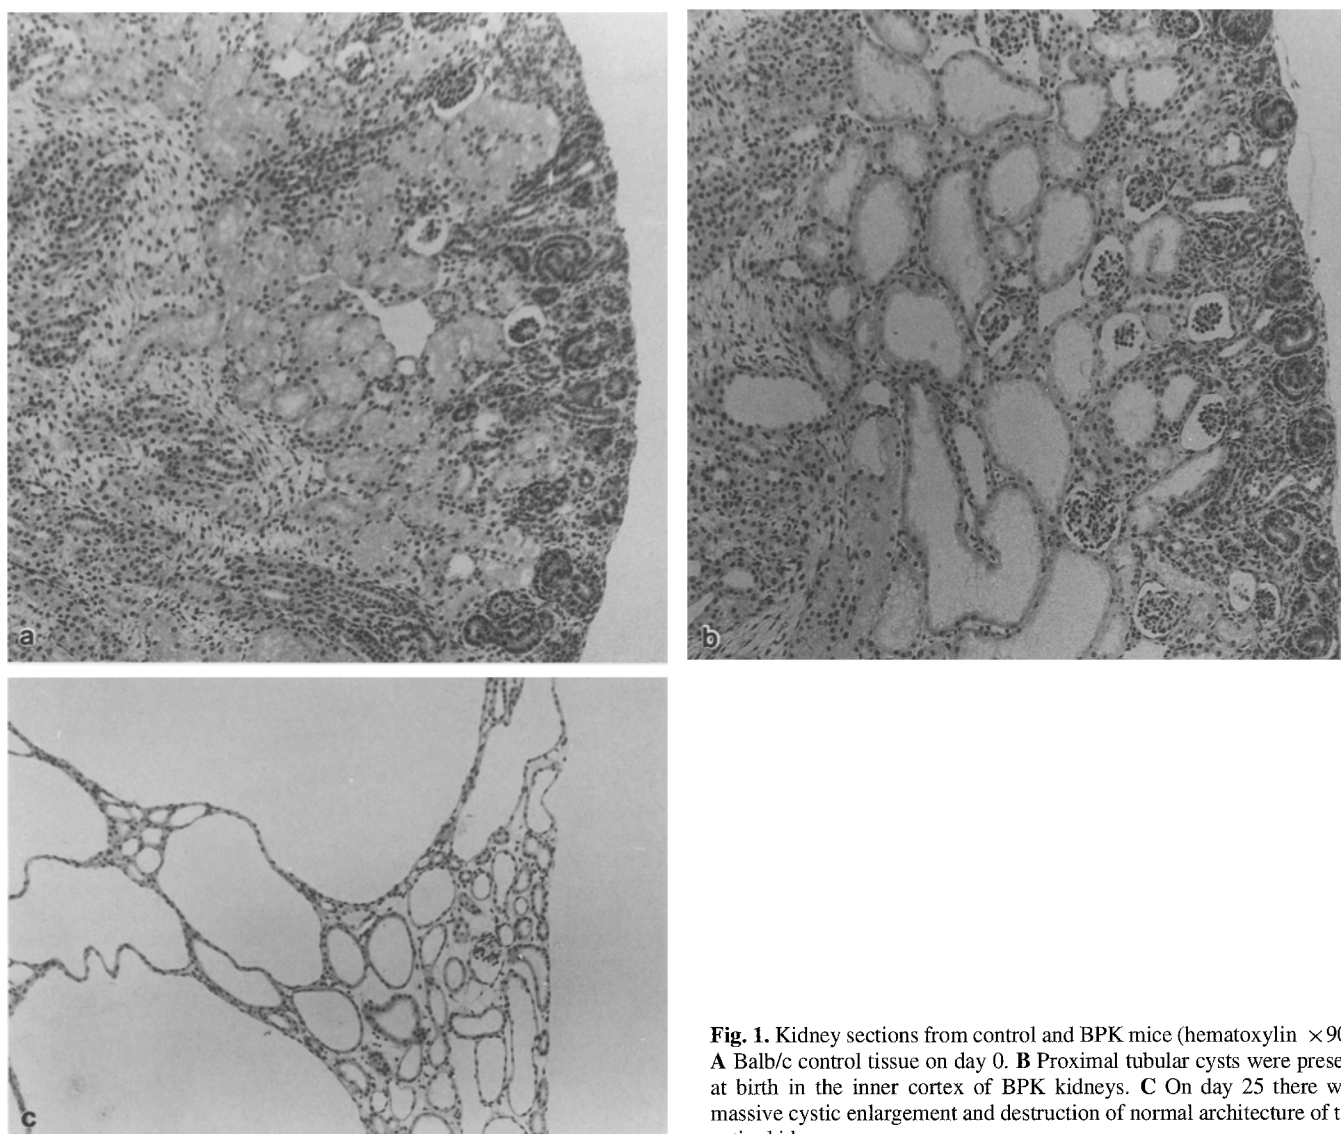 a
b
c
Fig. 1. Kidney sections from control and BPK mice (hematoxylin ×90
A Balb/c control tissue on day 0. B Proximal tubular cysts were prese
at birth in the inner cortex of BPK kidneys. C On day 25 there w
massive cystic enlargement and destruction of normal architecture of t